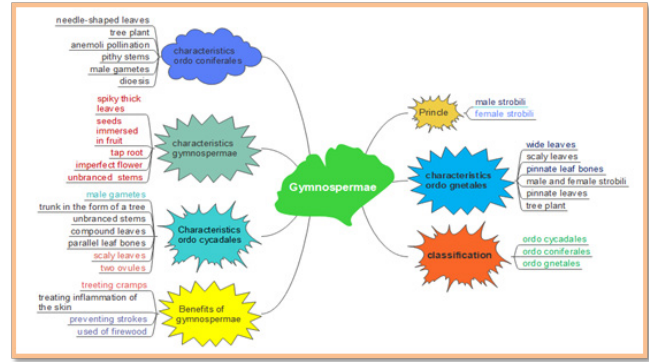 needle-shaped leaves
tree plant
anemoli pollination
pithy stems
male gametes
dioesis
characteristics
ordo coniferales
spiky thick
leaves
seeds
immersed
in fruit
tap root
imperfect flower
unbranced stems
characteristics
gymnospermae
male gametes
trunk in the form of a tree
unbranced stems
compound leaves
parallel leaf bones
scaly leaves
two ovules
Characteristics
ordo cycadales
treeting cramps
treating inflammation of
the skin
preventing strokes
used of firewood
Benefits of
gymnospermae
Gymnospermae
Princle
male strobili
female strobili
characteristics
ordo gnetales
wide leaves
scaly leaves
pinnate leaf bones
male and female strobili
pinnate leaves
tree plant
classification
ordo cycadales
ordo coniferales
ordo gnetales